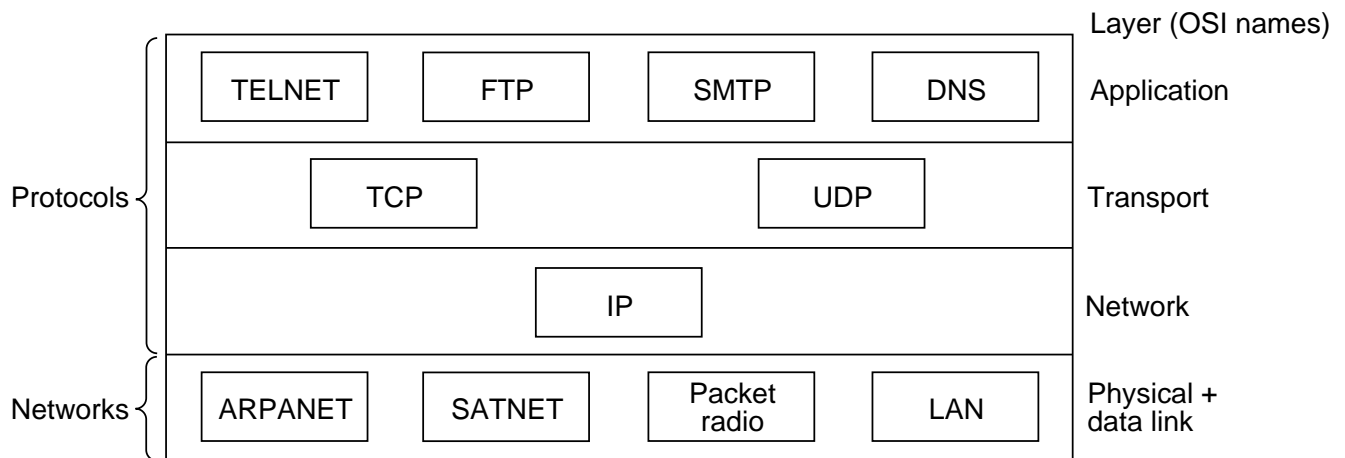 Layer (OSI names)
TELNET FTP SMTP DNS Application
Protocols TCP UDP Transport
IP Network
Networks ARPANET SATNET Packet radio LAN Physical + data link